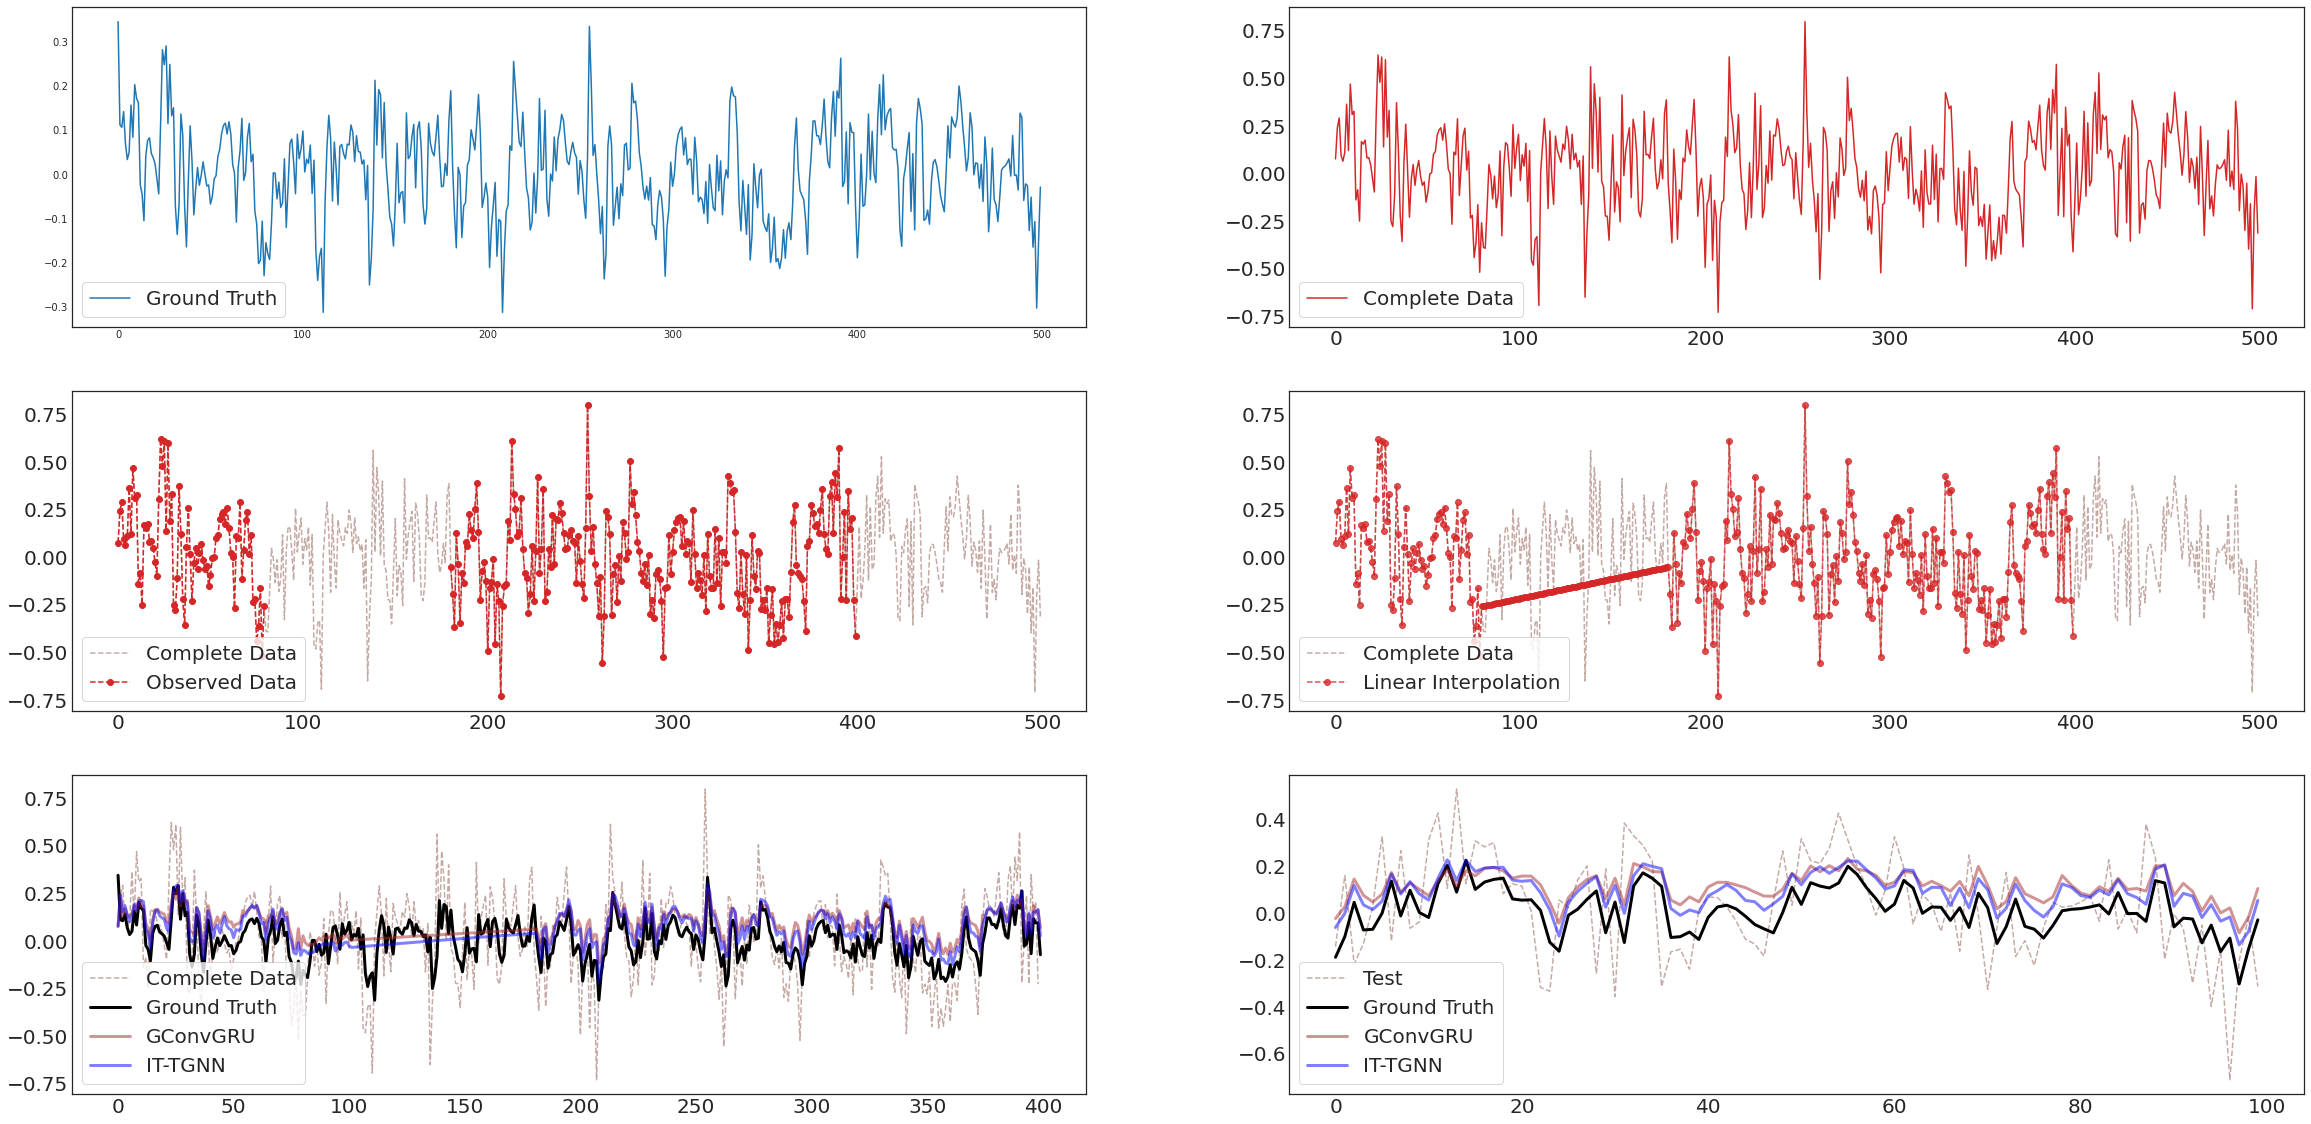 0.3
0.2
0.1
0.0
−0.1
−0.2
−0.3
Ground Truth
0 100 200 300 400 500
0.75
0.50
0.25
0.00
−0.25
−0.50
−0.75
Complete Data
0 100 200 300 400 500
0.75
0.50
0.25
0.00
−0.25
−0.50
−0.75
Complete Data
Observed Data
0 100 200 300 400 500
0.75
0.50
0.25
0.00
−0.25
−0.50
−0.75
Complete Data
Linear Interpolation
0 100 200 300 400 500
0.75
0.50
0.25
0.00
−0.25
−0.50
−0.75
Complete Data
Ground Truth
GConvGRU
IT-TGNN
0 50 100 150 200 250 300 350 400
0.4
0.2
0.0
−0.2
−0.4
−0.6
Test
Ground Truth
GConvGRU
IT-TGNN
0 20 40 60 80 100